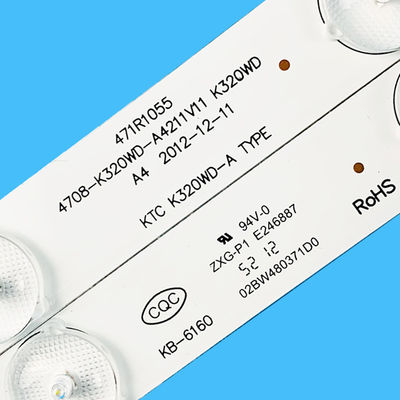 471R1055
4708-K320WD-A4211V11 K320WD
A4 2012-12-11
KTC K320WD-A TYPE
RoHS
94V-0
ZXG-P1 E246887
52 12
02BW480371D0
CQC
KB-6160